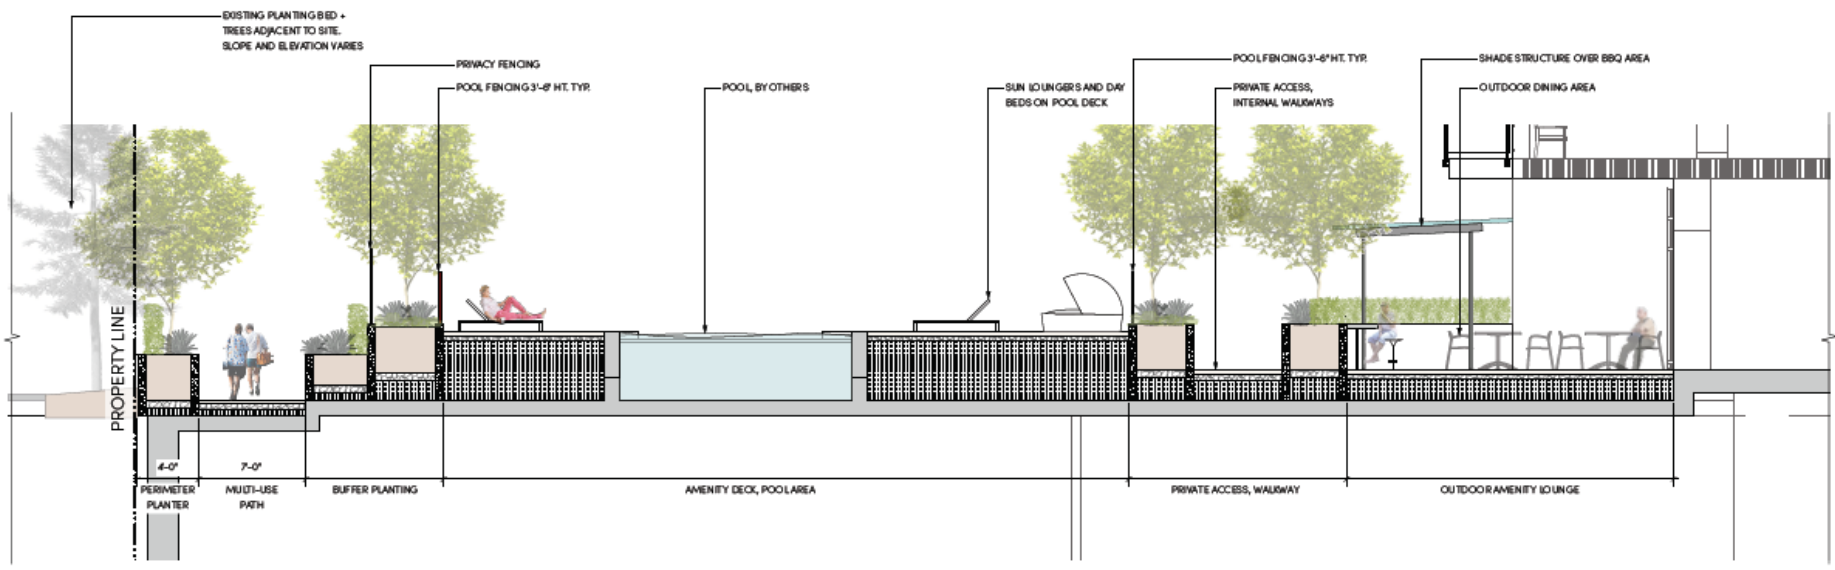 EXISTING PLANTING BED +
TREES ADJACENT TO SITE.
SLOPE AND ELEVATION VARIES
PRIVACY FENCING
POOL FENCING 3'-6" HT. TYP.
POOL, BY OTHERS
SUN LOUNGERS AND DAY
BEDS ON POOL DECK
POOL FENCING 3'-6" HT. TYP.
PRIVATE ACCESS,
INTERNAL WALKWAYS
SHADE STRUCTURE OVER BBQ AREA
OUTDOOR DINING AREA
PROPERTY LINE
4'-0"
7'-0"
PERIMETER
PLANTER
MULTI-USE
PATH
BUFFER PLANTING
AMENITY DECK, POOL AREA
PRIVATE ACCESS, WALKWAY
OUTDOOR AMENITY LOUNGE